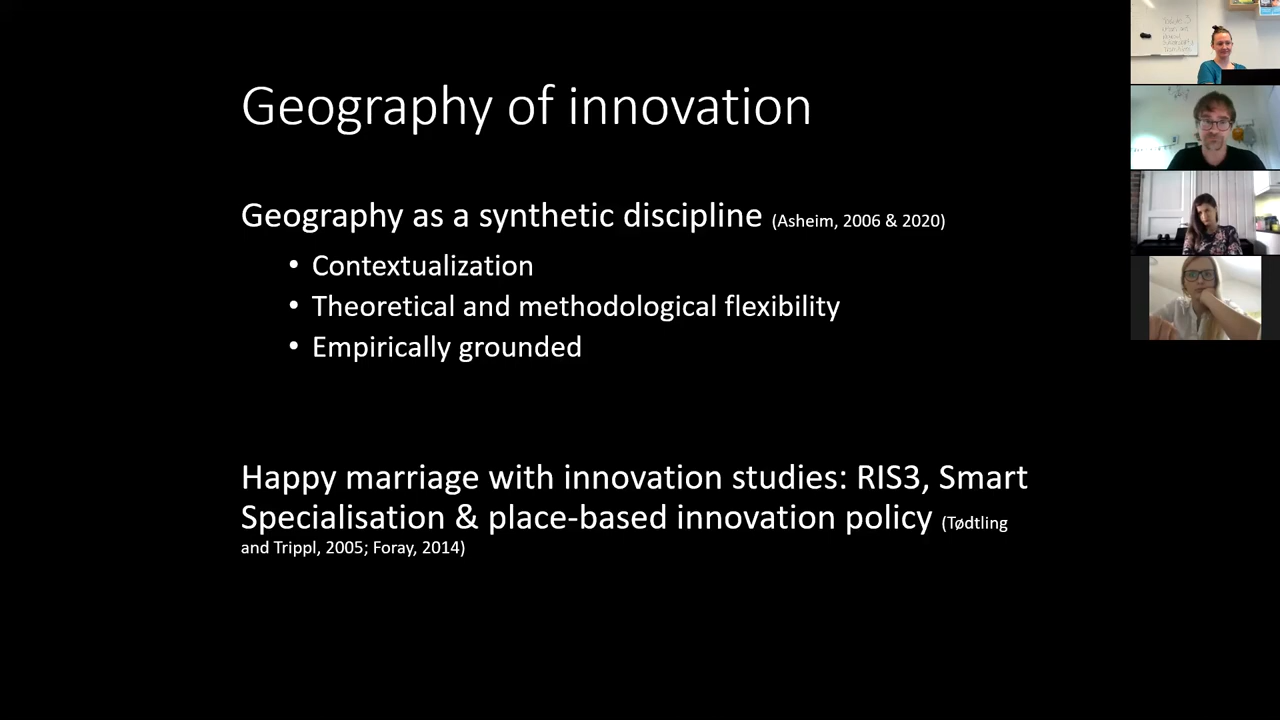 Geography of innovation
Geography as a synthetic discipline (Asheim, 2006 & 2020)
• Contextualization
• Theoretical and methodological flexibility
• Empirically grounded
Happy marriage with innovation studies: RIS3, Smart
Specialisation & place-based innovation policy (Tødtling
and Trippl, 2005; Foray, 2014)